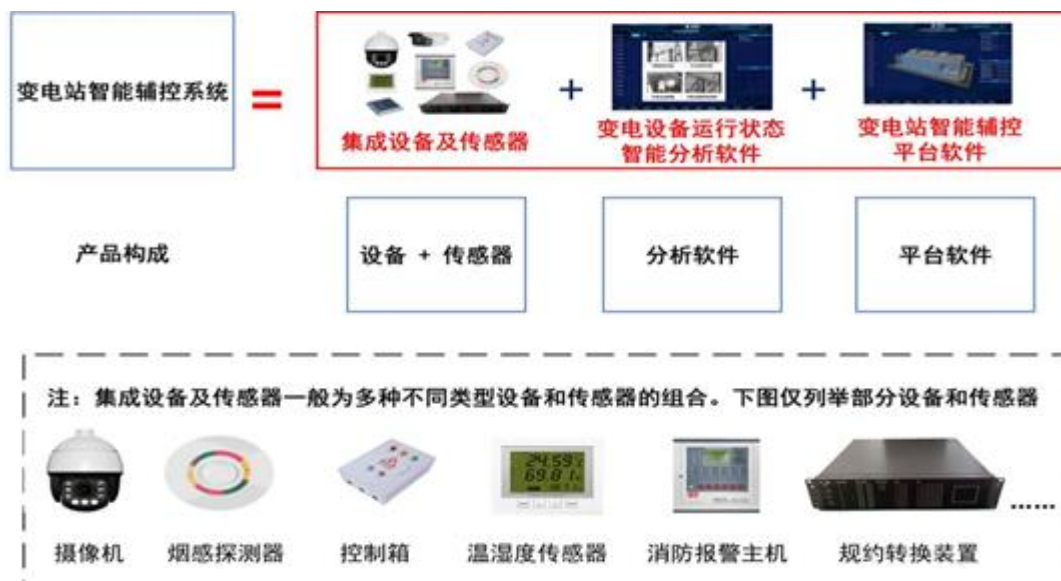 变电站智能辅控系统
=
集成设备及传感器
+
变电设备运行状态
智能分析软件
+
变电站智能辅控
平台软件
产品构成
设备 + 传感器
分析软件
平台软件
注：集成设备及传感器一般为多种不同类型设备和传感器的组合。下图仅列举部分设备和传感器
24.59
69.81
......
摄像机
烟感探测器
控制箱
温湿度传感器
消防报警主机
规约转换装置